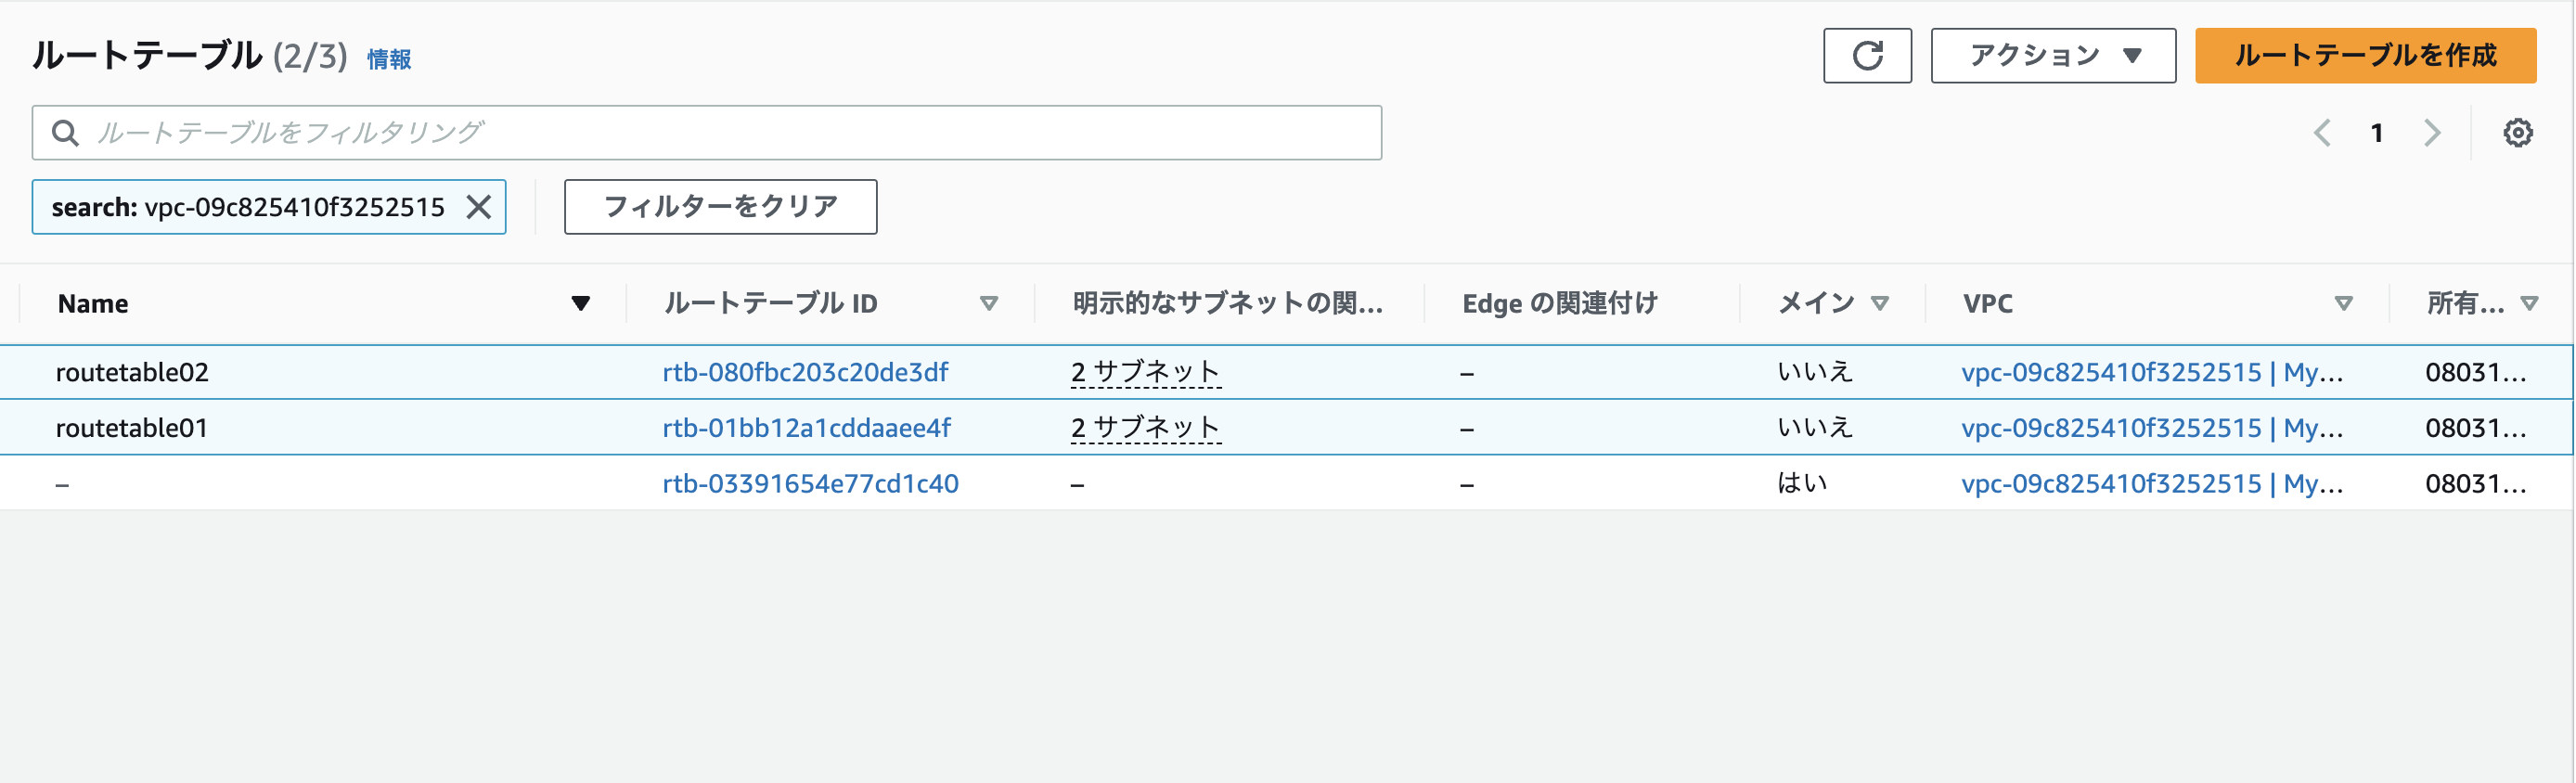 ルートテーブル (2/3) 情報 アクション ルートテーブルを作成
ルートテーブルをフィルタリング 1
search: vpc-09c825410f3252515 フィルターをクリア
Name ルートテーブル ID 明示的なサブネットの関... Edge の関連付け メイン VPC 所有...
routetable02 rtb-080fbc203c20de3df 2 サブネット – いいえ vpc-09c825410f3252515 | My... 08031...
routetable01 rtb-01bb12a1cddaaee4f 2 サブネット – いいえ vpc-09c825410f3252515 | My... 08031...
– rtb-03391654e77cd1c40 – – はい vpc-09c825410f3252515 | My... 08031...